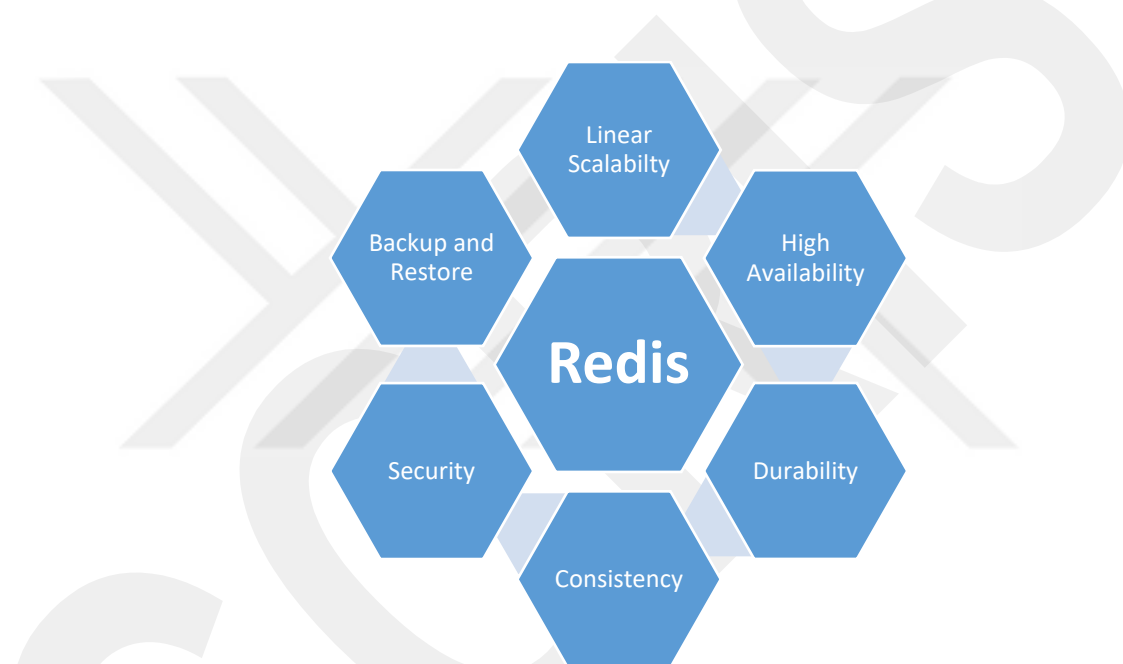 Linear
Scalabilty
High
Availability
Durability
Consistency
Security
Backup and
Restore
Redis